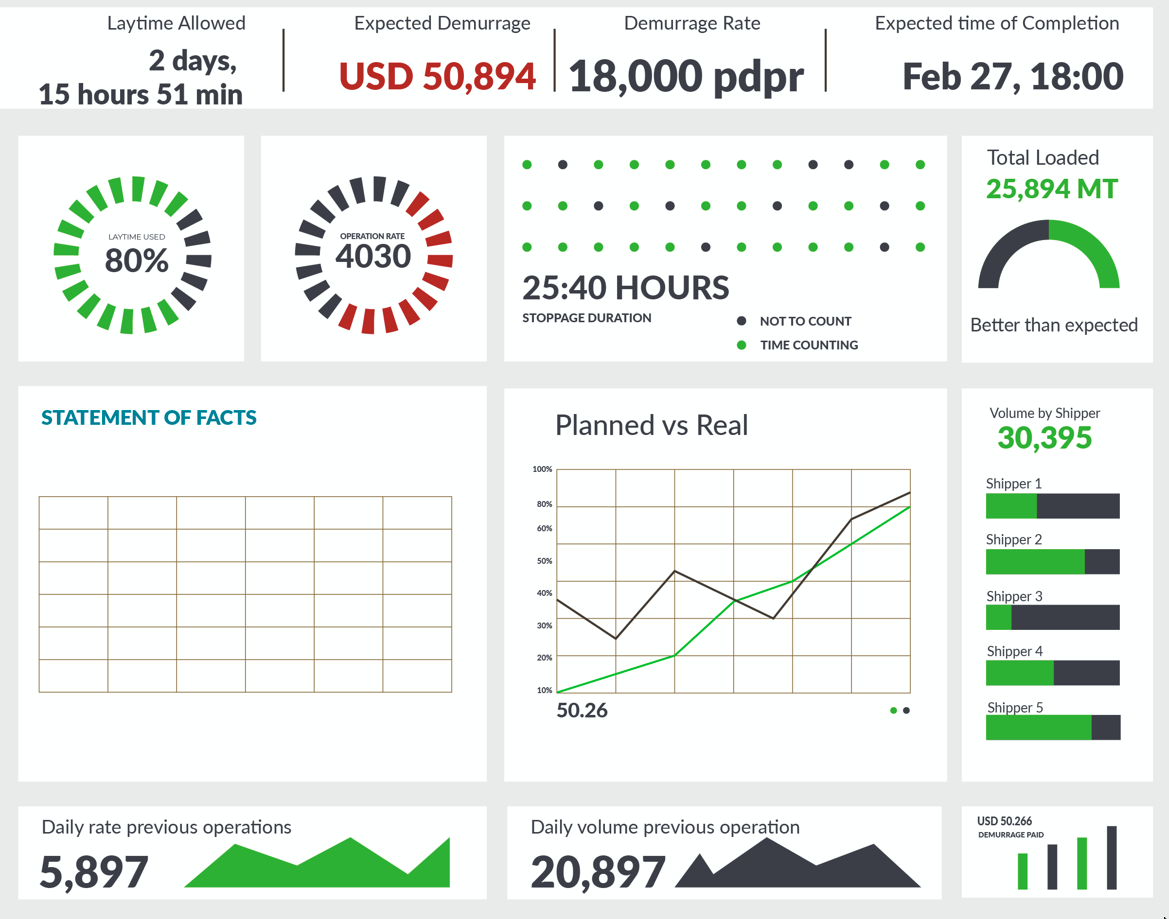 Laytime Allowed
2 days,
15 hours 51 min
Expected Demurrage
USD 50,894
Demurrage Rate
18,000 pdpr
Expected time of Completion
Feb 27, 18:00
LAYTIME USED
80%
OPERATION RATE
4030
25:40 HOURS
STOPPAGE DURATION
NOT TO COUNT
TIME COUNTING
Total Loaded
25,894 MT
Better than expected
STATEMENT OF FACTS
Planned vs Real
100%
80%
60%
50%
40%
30%
20%
10%
50.26
Volume by Shipper
30,395
Shipper 1
Shipper 2
Shipper 3
Shipper 4
Shipper 5
Daily rate previous operations
5,897
Daily volume previous operation
20,897
USD 50.266
DEMURRAGE PAID